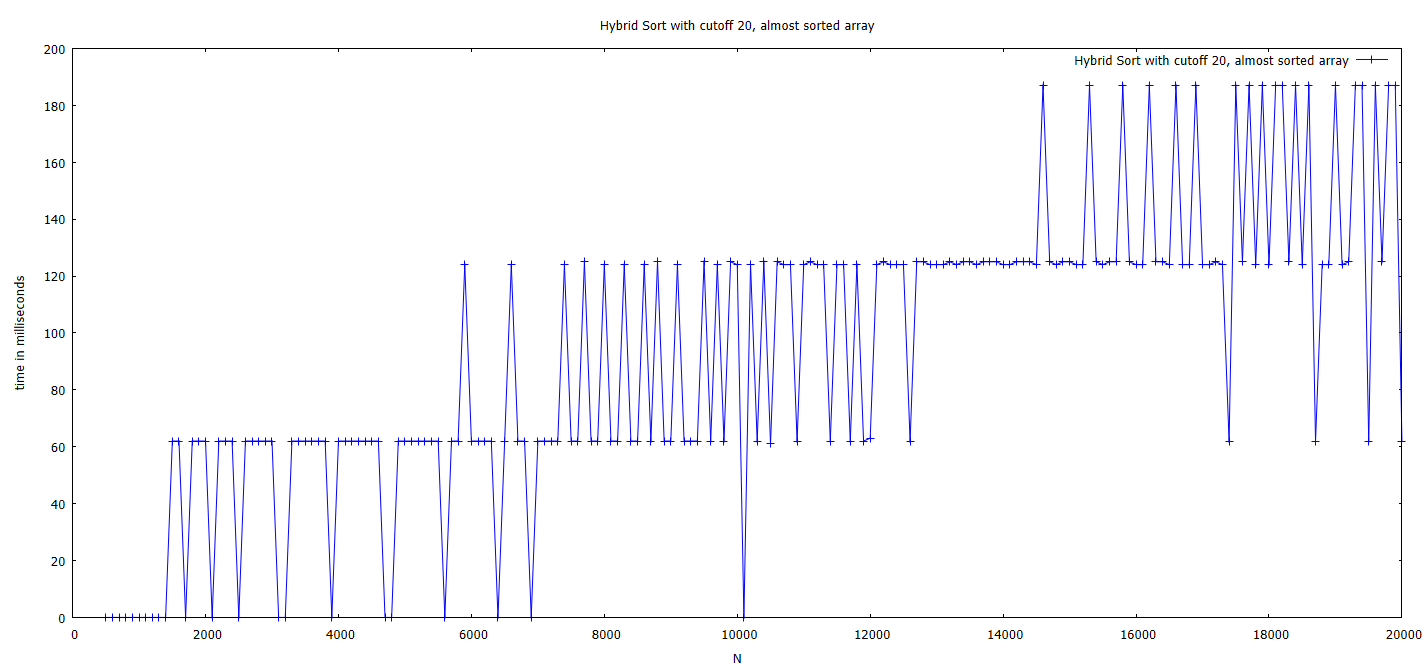 Hybrid Sort with cutoff 20, almost sorted array
Hybrid Sort with cutoff 20, almost sorted array
200
180
160
140
120
100
80
60
40
20
0
time in milliseconds
0 2000 4000 6000 8000 10000 12000 14000 16000 18000 20000
N